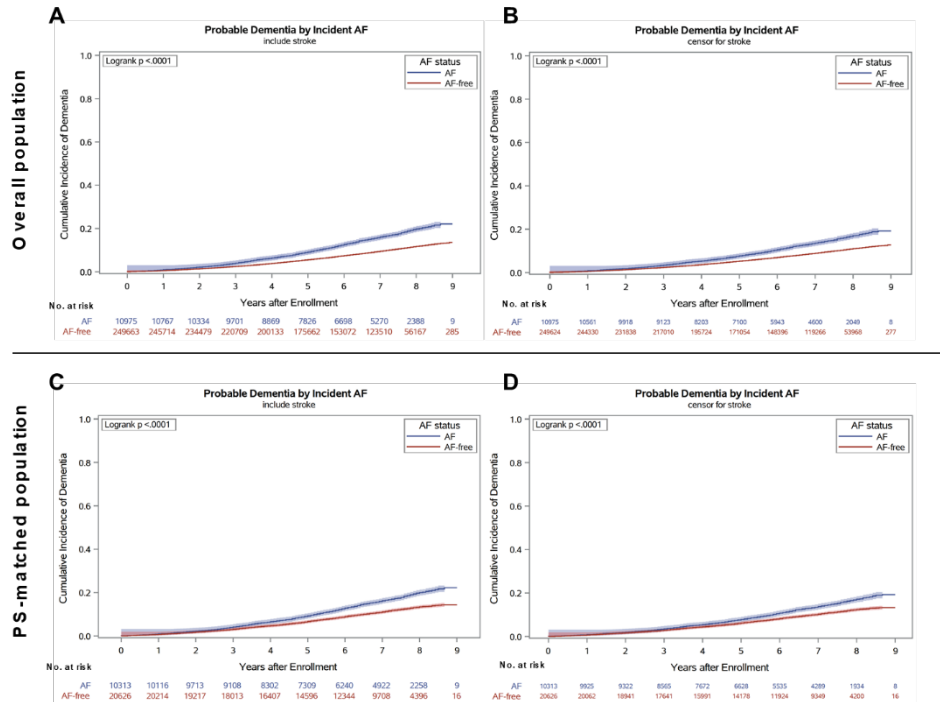 A
Probable Dementia by Incident AF
include stroke
Logrank p <.0001
AF status
AF
AF-free
Cumulative Incidence of Dementia
1.0
0.8
0.6
0.4
0.2
0.0
0 1 2 3 4 5 6 7 8 9
Years after Enrollment
No. at risk
AF 10975 10767 10334 9701 8869 7826 6698 5270 2388 9
AF-free 249663 245714 234479 220709 200133 175662 153072 123510 56167 285
B
Probable Dementia by Incident AF
censor for stroke
Logrank p <.0001
AF status
AF
AF-free
Cumulative Incidence of Dementia
1.0
0.8
0.6
0.4
0.2
0.0
0 1 2 3 4 5 6 7 8 9
Years after Enrollment
No. at risk
AF 10975 10561 9918 9123 8203 7100 5943 4600 2049 8
AF-free 249624 244330 231838 217010 195724 171054 148396 119266 53968 277
Overall population
C
Probable Dementia by Incident AF
include stroke
Logrank p <.0001
AF status
AF
AF-free
Cumulative Incidence of Dementia
1.0
0.8
0.6
0.4
0.2
0.0
0 1 2 3 4 5 6 7 8 9
Years after Enrollment
No. at risk
AF 10313 10116 9713 9108 8302 7309 6240 4922 2258 9
AF-free 20626 20214 19217 18013 16407 14596 12344 9708 4396 16
D
Probable Dementia by Incident AF
censor for stroke
Logrank p <.0001
AF status
AF
AF-free
Cumulative Incidence of Dementia
1.0
0.8
0.6
0.4
0.2
0.0
0 1 2 3 4 5 6 7 8 9
Years after Enrollment
No. at risk
AF 10313 9925 9322 8565 7672 6628 5535 4289 1934 8
AF-free 20626 20062 18941 17641 15991 14178 11924 9349 4200 16
PS-matched population